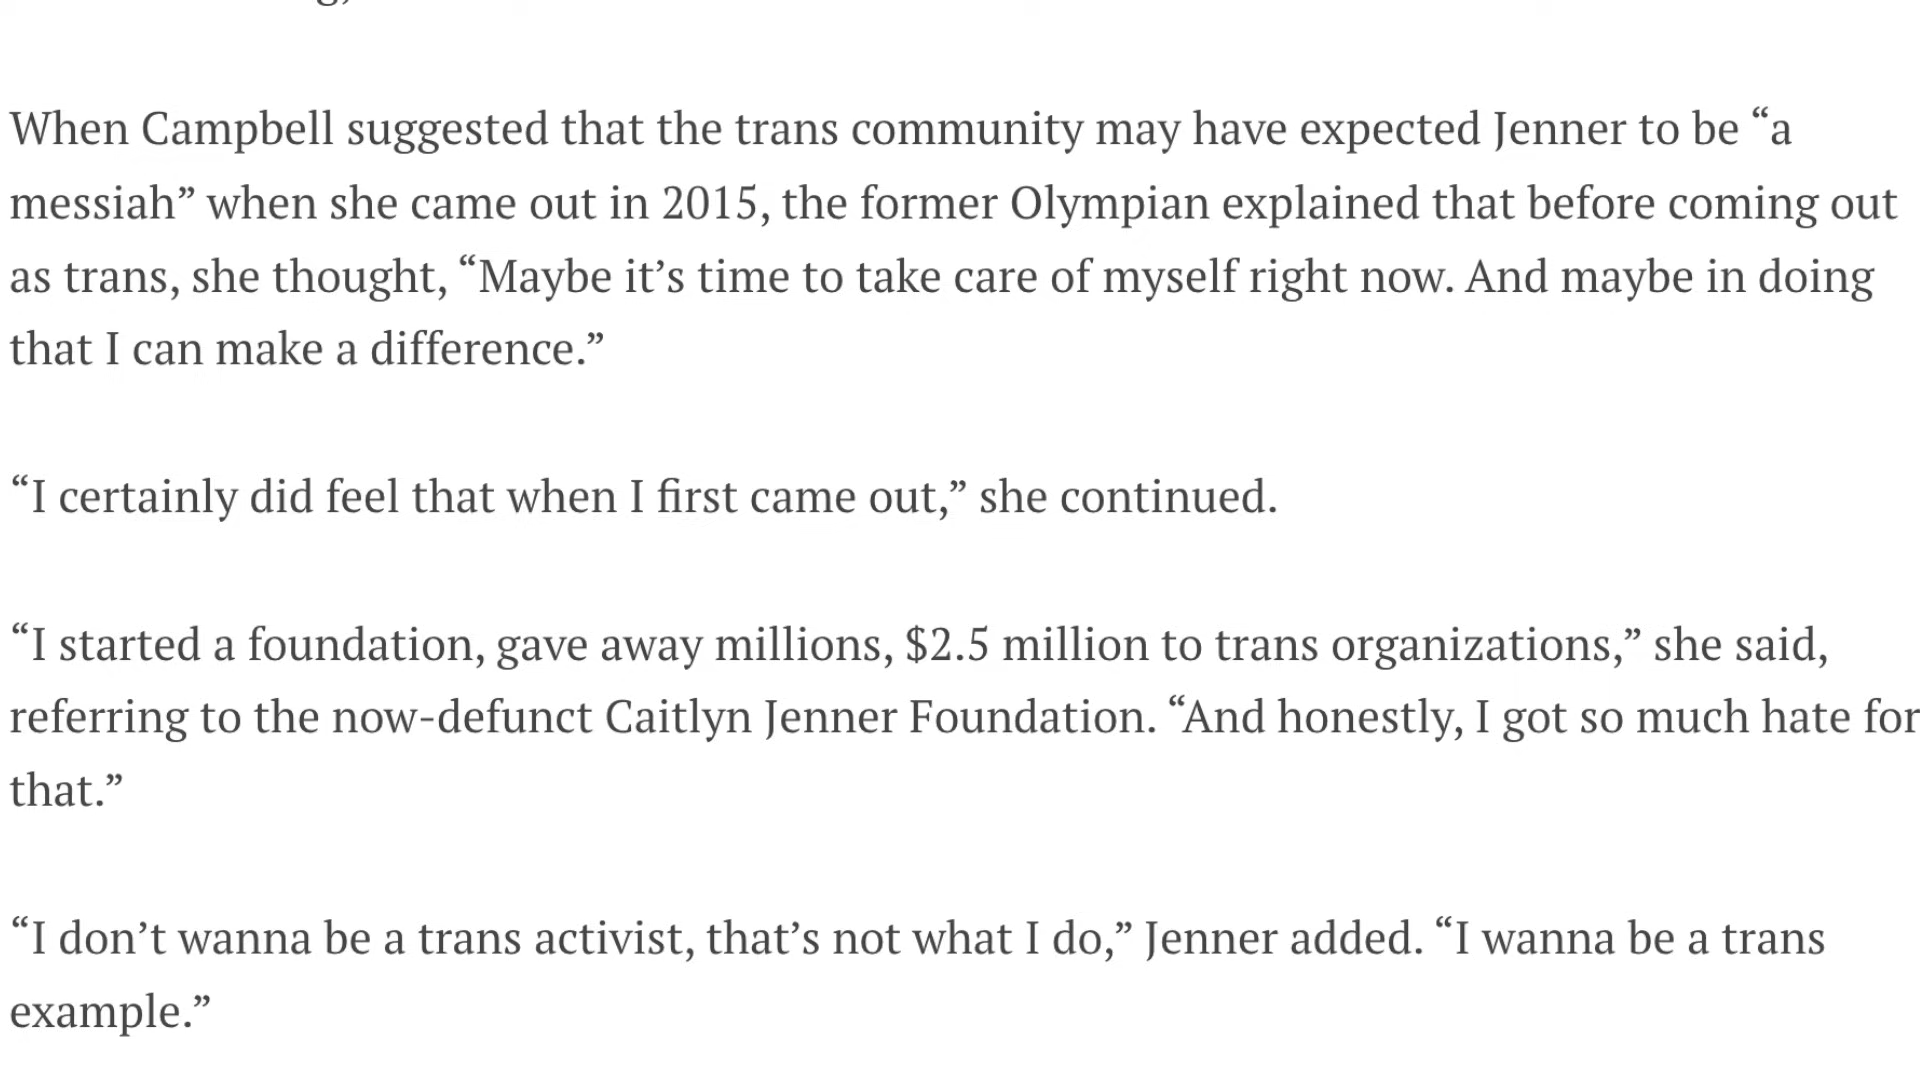 When Campbell suggested that the trans community may have expected Jenner to be “a
messiah” when she came out in 2015, the former Olympian explained that before coming out
as trans, she thought, “Maybe it’s time to take care of myself right now. And maybe in doing
that I can make a difference.”
“I certainly did feel that when I first came out,” she continued.
“I started a foundation, gave away millions, $2.5 million to trans organizations,” she said,
referring to the now-defunct Caitlyn Jenner Foundation. “And honestly, I got so much hate for
that.”
“I don’t wanna be a trans activist, that’s not what I do,” Jenner added. “I wanna be a trans
example.”